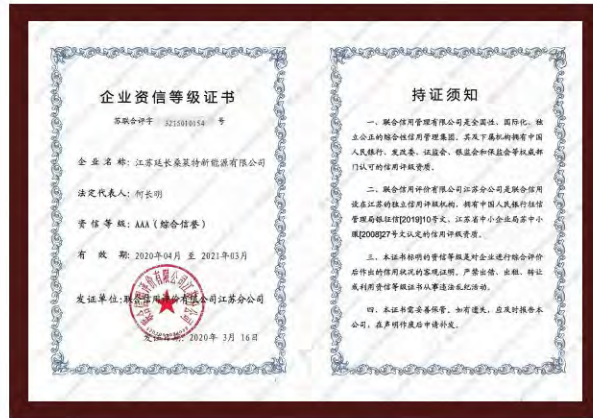 企业资信等级证书
苏联合评字 3215010154 号
企业名称：江苏延长桑莱特新能源有限公司
法定代表人：何长明
资信等级：AAA（综合信誉）
有效期：2020年04月 至 2021年03月
发证单位：联合信用评价有限公司江苏分公司
发证日期：2020年 3月 16日
持证须知
一、联合信用管理有限公司是全国性、国际化、独
立公正的综合性信用管理集团。其及下属机构拥有中国
人民银行、发改委、证监会、银监会和保监会等权威部
门认可的信用评级资质。
二、联合信用评价有限公司江苏分公司是联合信用
设在江苏的独立信用评级机构，拥有中国人民银行征信
管理局银征信[2019]10号文、江苏省中小企业局苏中小
服[2008]27号文认定的信用评级资质。
三、本证书标明的资信等级是对企业进行综合评价
后作出的信用状况的客观证明。严禁出借、出租、转让
或利用资信等级证书从事违法乱纪活动。
四、本证书需妥善保管。如有遗失，应及时报告本
公司，在声明作废后申请补发。